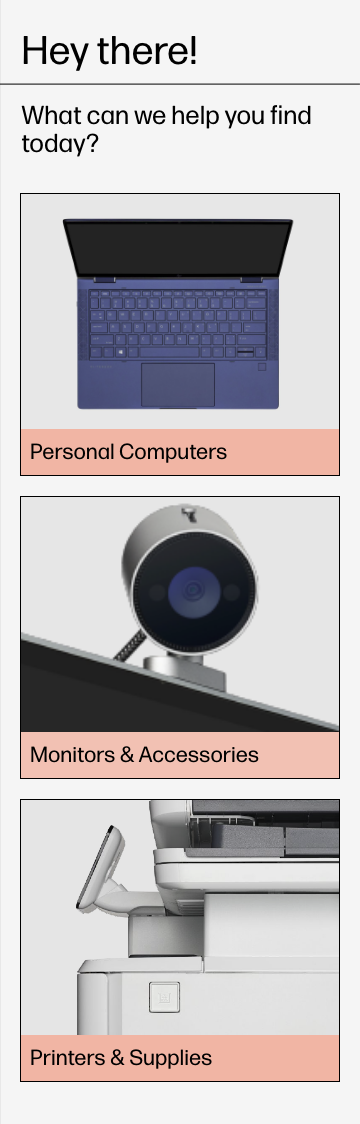 Hey there!
What can we help you find
today?
Personal Computers
Monitors & Accessories
Printers & Supplies